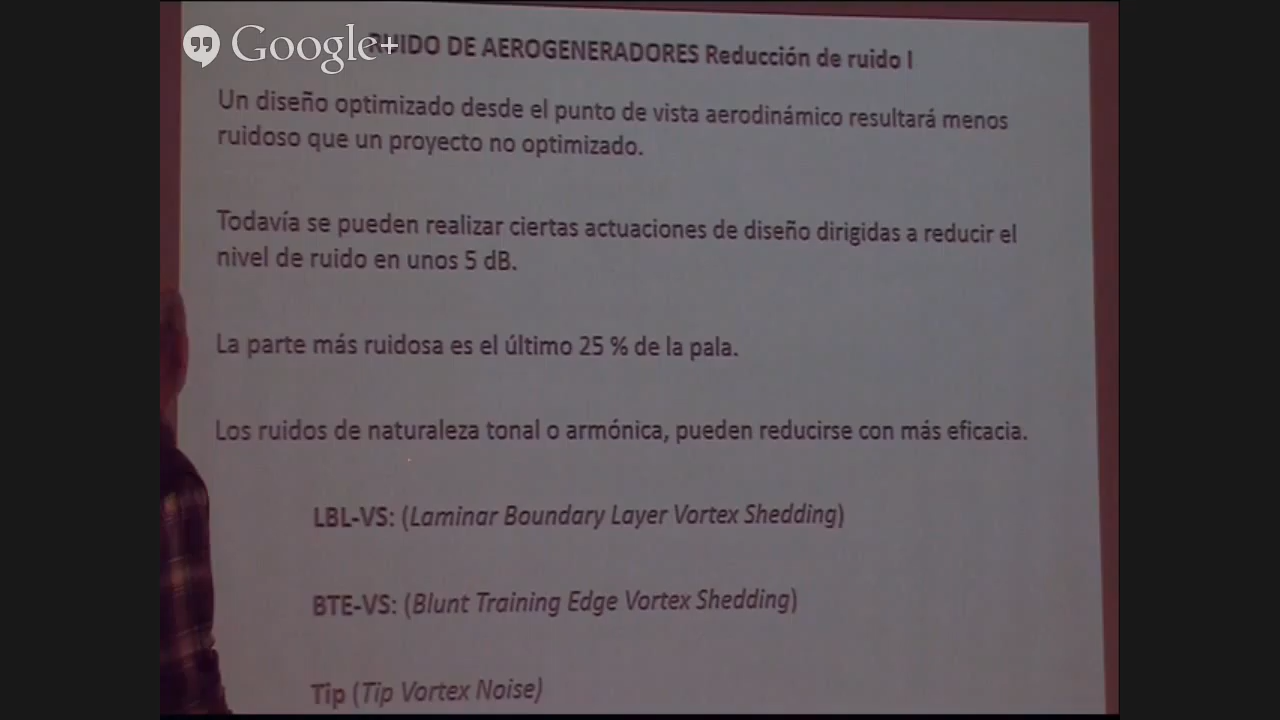 Google+
RUIDO DE AEROGENERADORES Reducción de ruido I
Un diseño optimizado desde el punto de vista aerodinámico resultará menos
ruidoso que un proyecto no optimizado.
Todavía se pueden realizar ciertas actuaciones de diseño dirigidas a reducir el
nivel de ruido en unos 5 dB.
La parte más ruidosa es el último 25 % de la pala.
Los ruidos de naturaleza tonal o armónica, pueden reducirse con más eficacia.
LBL-VS: (Laminar Boundary Layer Vortex Shedding)
BTE-VS: (Blunt Training Edge Vortex Shedding)
Tip (Tip Vortex Noise)